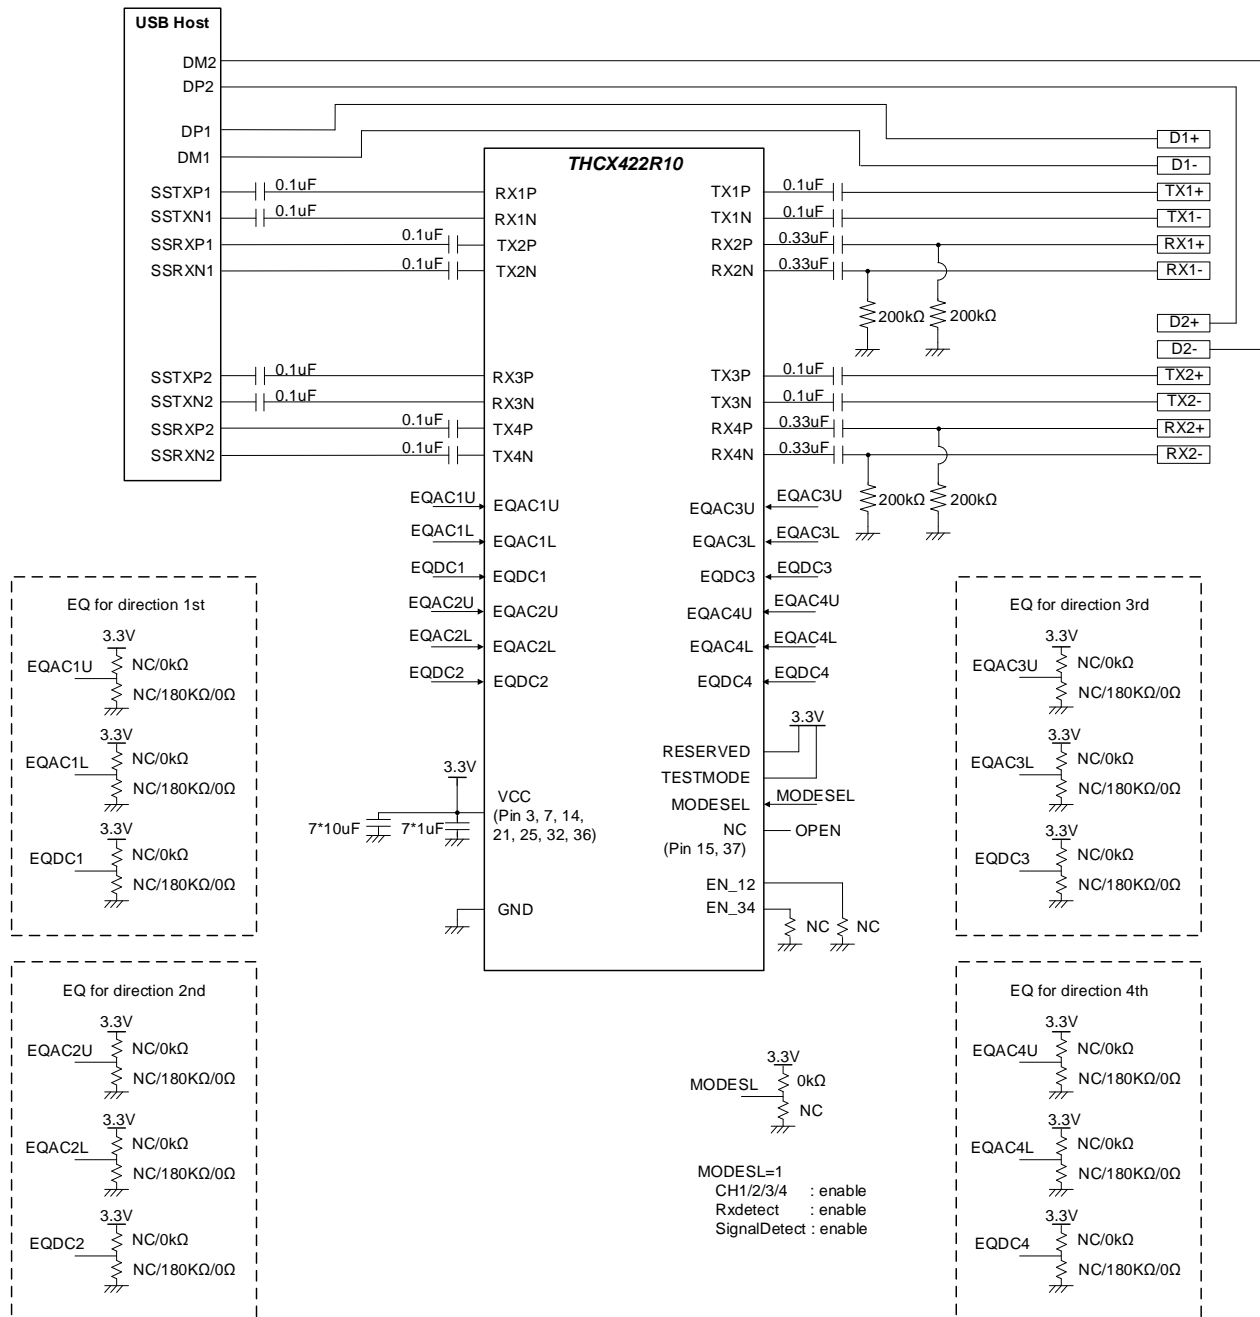 USB Host
DM2
DP2
DP1
DM1
D1+
D1-
THCX422R10
SSTXP1 0.1uF RX1P TX1P 0.1uF TX1+
SSTXN1 0.1uF RX1N TX1N 0.1uF TX1-
SSRXP1 0.1uF TX2P RX2P 0.33uF RX1+
SSRXN1 0.1uF TX2N RX2N 0.33uF RX1-
200kΩ 200kΩ
D2+
D2-
SSTXP2 0.1uF RX3P TX3P 0.1uF TX2+
SSTXN2 0.1uF RX3N TX3N 0.1uF TX2-
SSRXP2 0.1uF TX4P RX4P 0.33uF RX2+
SSRXN2 0.1uF TX4N RX4N 0.33uF RX2-
200kΩ 200kΩ
EQAC1U EQAC1U EQAC3U EQAC3U
EQAC1L EQAC1L EQAC3L EQAC3L
EQDC1 EQDC1 EQDC3 EQDC3
EQAC2U EQAC2U EQAC4U EQAC4U
EQAC2L EQAC2L EQAC4L EQAC4L
EQDC2 EQDC2 EQDC4 EQDC4
3.3V
RESERVED
TESTMODE
MODESEL MODESEL
NC OPEN
(Pin 15, 37)
EN_12
EN_34
NC NC
3.3V
VCC
(Pin 3, 7, 14,
21, 25, 32, 36)
7*10uF 7*1uF
GND
EQ for direction 1st
3.3V
EQAC1U NC/0kΩ
NC/180KΩ/0Ω
3.3V
EQAC1L NC/0kΩ
NC/180KΩ/0Ω
3.3V
EQDC1 NC/0kΩ
NC/180KΩ/0Ω
EQ for direction 3rd
3.3V
EQAC3U NC/0kΩ
NC/180KΩ/0Ω
3.3V
EQAC3L NC/0kΩ
NC/180KΩ/0Ω
3.3V
EQDC3 NC/0kΩ
NC/180KΩ/0Ω
EQ for direction 2nd
3.3V
EQAC2U NC/0kΩ
NC/180KΩ/0Ω
3.3V
EQAC2L NC/0kΩ
NC/180KΩ/0Ω
3.3V
EQDC2 NC/0kΩ
NC/180KΩ/0Ω
3.3V
MODESL 0kΩ
NC
MODESL=1
CH1/2/3/4 : enable
Rxdetect : enable
SignalDetect : enable
EQ for direction 4th
3.3V
EQAC4U NC/0kΩ
NC/180KΩ/0Ω
3.3V
EQAC4L NC/0kΩ
NC/180KΩ/0Ω
3.3V
EQDC4 NC/0kΩ
NC/180KΩ/0Ω